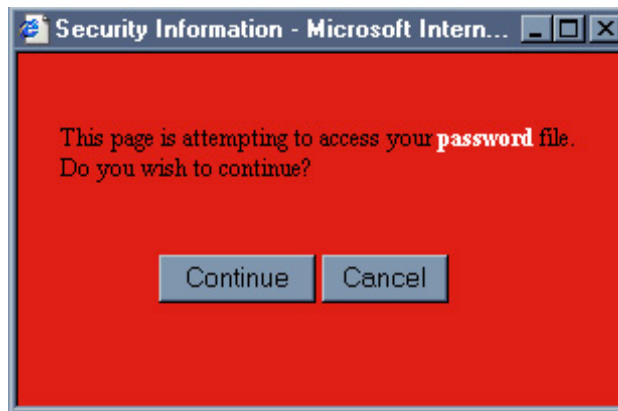 Security Information - Microsoft Intern...
This page is attempting to access your password file.
Do you wish to continue?
Continue Cancel